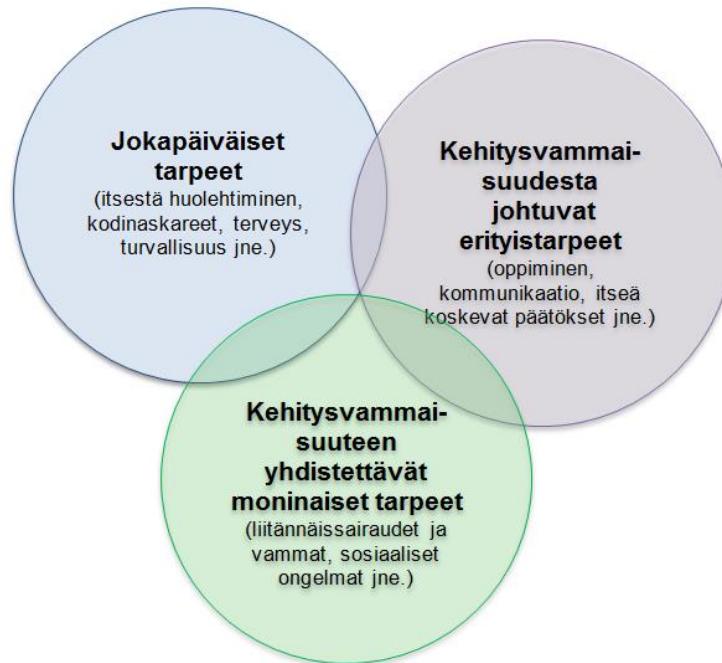 Jokapäiväiset
tarpeet
(itsestä huolehtiminen,
kodinaskareet, terveys,
turvallisuus jne.)
Kehitysvammai-
suudesta
johtuvat
erityistarpeet
(oppiminen,
kommunikaatio, itseä
koskevat päätökset jne.)
Kehitysvammai-
suuteen
yhdistettävät
moninaiset tarpeet
(liitännäissairaudet ja
vammat, sosiaaliset
ongelmat jne.)